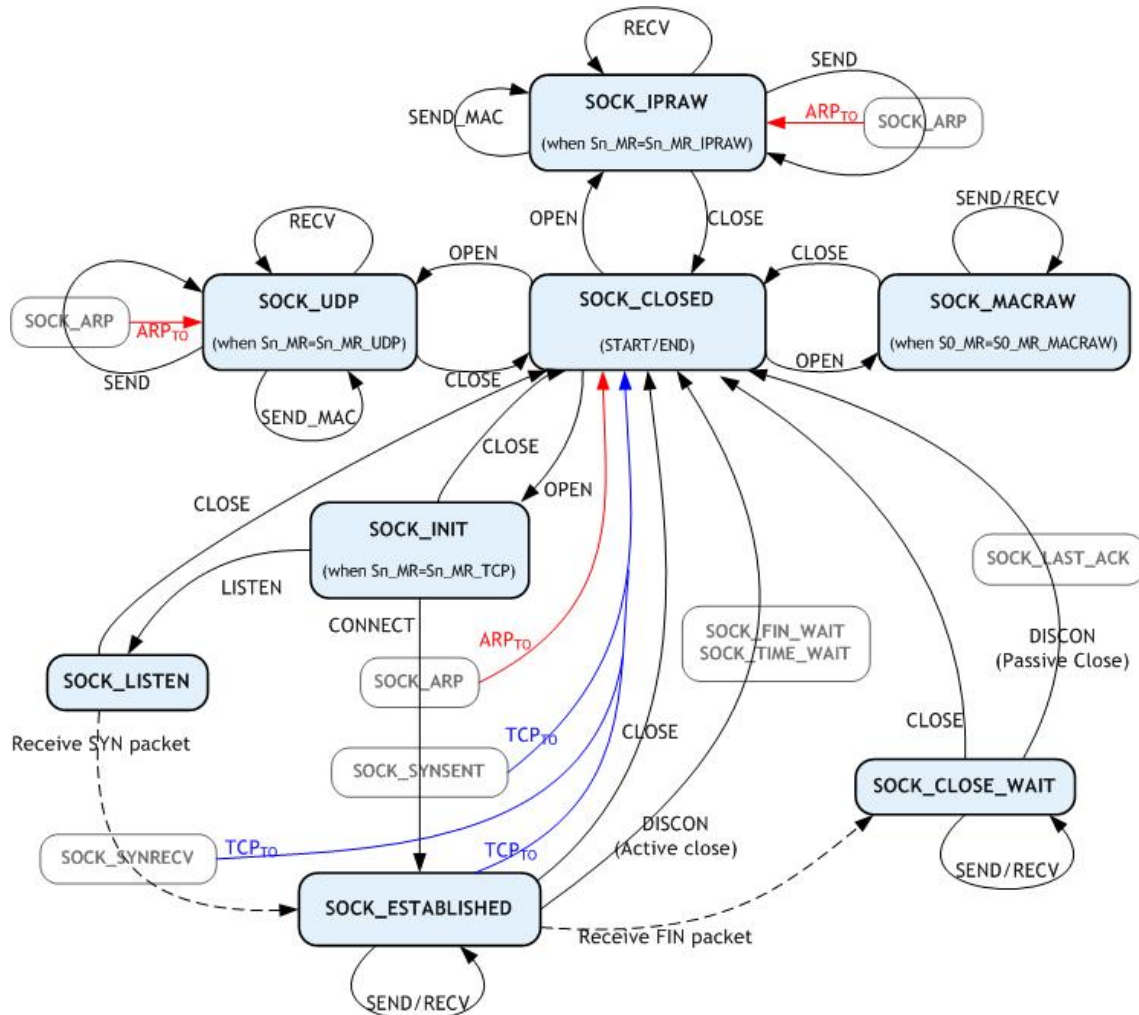 RECV
SOCK_IPRAW
(when Sn_MR=Sn_MR_IPRAW)
SEND_MAC
SEND
ARPTO
SOCK_ARP
OPEN
CLOSE
SEND/RECV
RECV
OPEN
CLOSE
SOCK_UDP
(when Sn_MR=Sn_MR_UDP)
SOCK_ARP
ARPTO
SEND
SEND_MAC
CLOSE
SOCK_CLOSED
(START/END)
SOCK_MACRAW
(when S0_MR=S0_MR_MACRAW)
OPEN
CLOSE
OPEN
CLOSE
SOCK_INIT
(when Sn_MR=Sn_MR_TCP)
LISTEN
CONNECT
SOCK_LAST_ACK
SOCK_FIN_WAIT
SOCK_TIME_WAIT
DISCON
(Passive Close)
ARPTO
SOCK_ARP
SOCK_LISTEN
Receive SYN packet
TCPTO
SOCK_SYNSENT
CLOSE
CLOSE
SOCK_CLOSE_WAIT
SEND/RECV
SOCK_SYNRECV
TCPTO
TCPTO
DISCON
(Active close)
SOCK_ESTABLISHED
Receive FIN packet
SEND/RECV